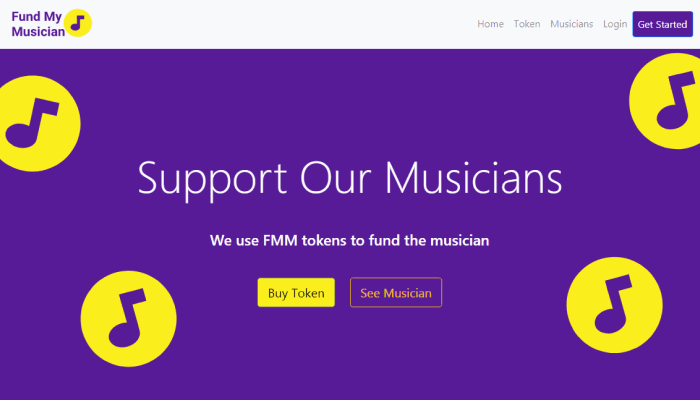 Fund My
Musician
Home Token Musicians Login Get Started
Support Our Musicians
We use FMM tokens to fund the musician
Buy Token See Musician